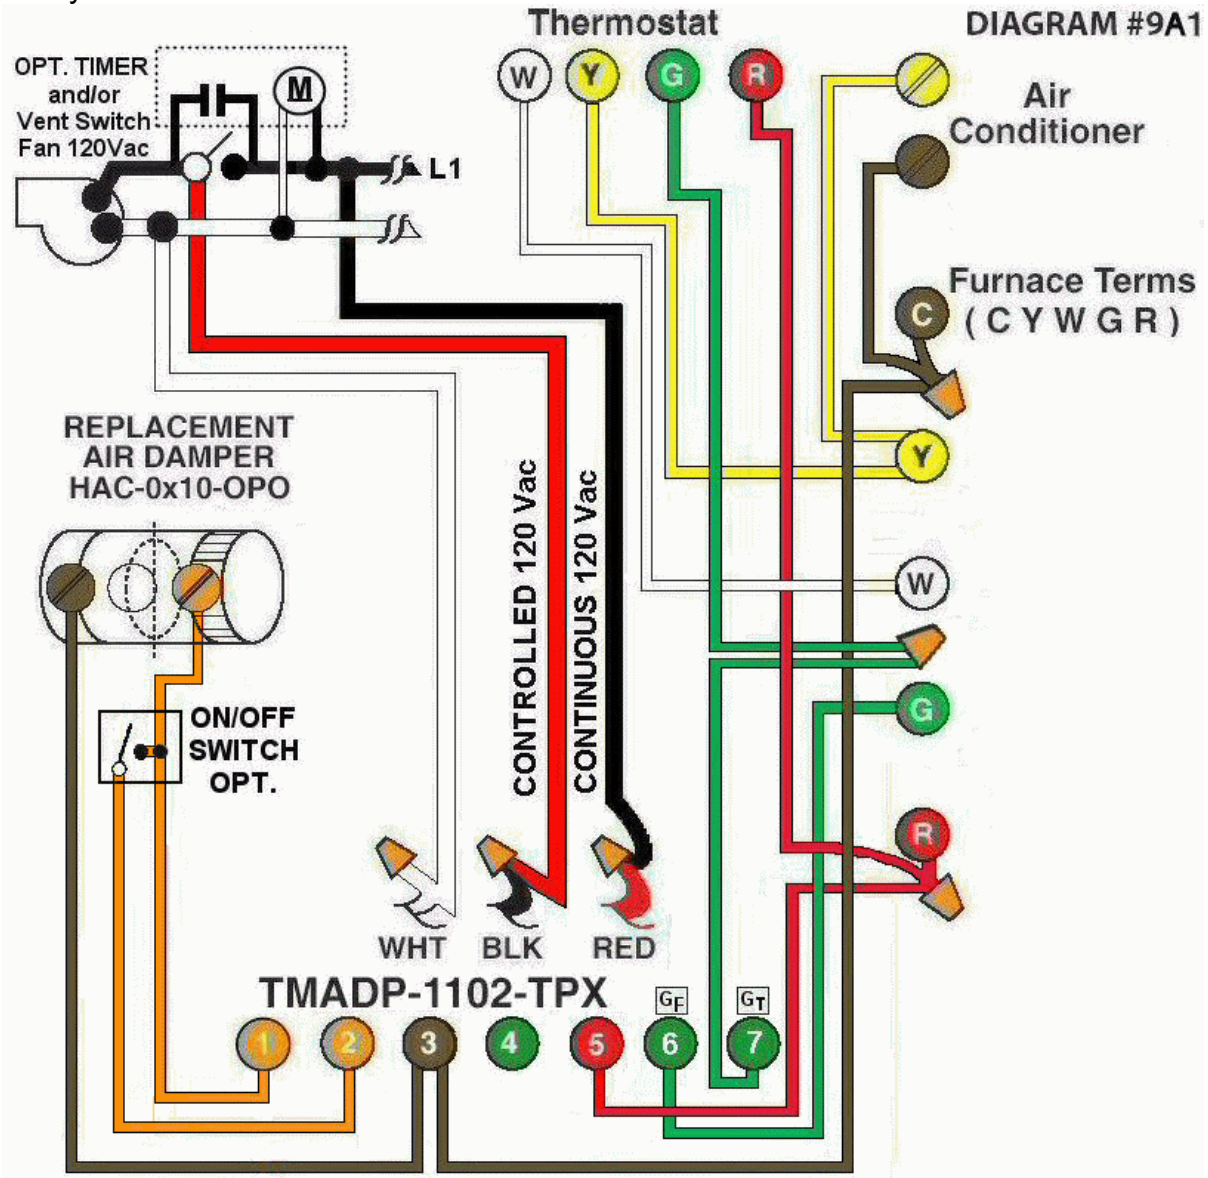 Thermostat
DIAGRAM #9A1
OPT. TIMER
and/or
Vent Switch
Fan 120Vac
M
W
Y
G
R
Air
Conditioner
L1
Furnace Terms
( C Y W G R )
C
REPLACEMENT
AIR DAMPER
HAC-0x10-OPO
Y
CONTROLLED 120 Vac
CONTINUOUS 120 Vac
W
G
ON/OFF
SWITCH
OPT.
R
WHT
BLK
RED
TMADP-1102-TPX
GF
GT
1
2
3
4
5
6
7